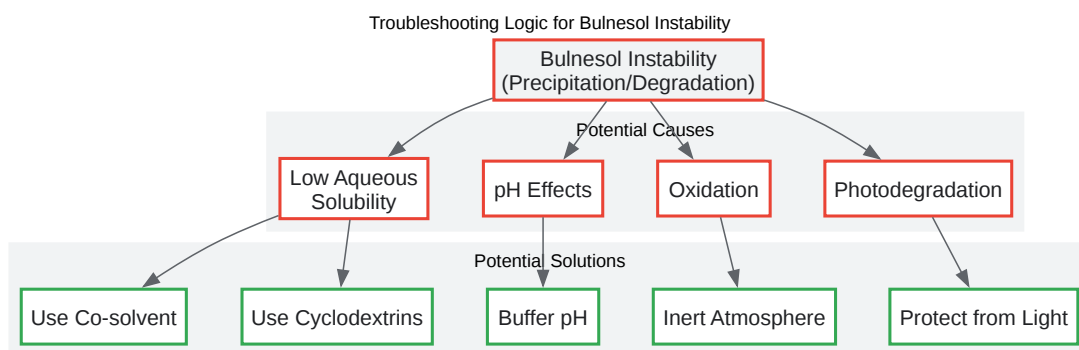 Troubleshooting Logic for Bulnesol Instability
Bulnesol Instability
(Precipitation/Degradation)
Potential Causes
Low Aqueous
Solubility
pH Effects
Oxidation
Photodegradation
Potential Solutions
Use Co-solvent
Use Cyclodextrins
Buffer pH
Inert Atmosphere
Protect from Light